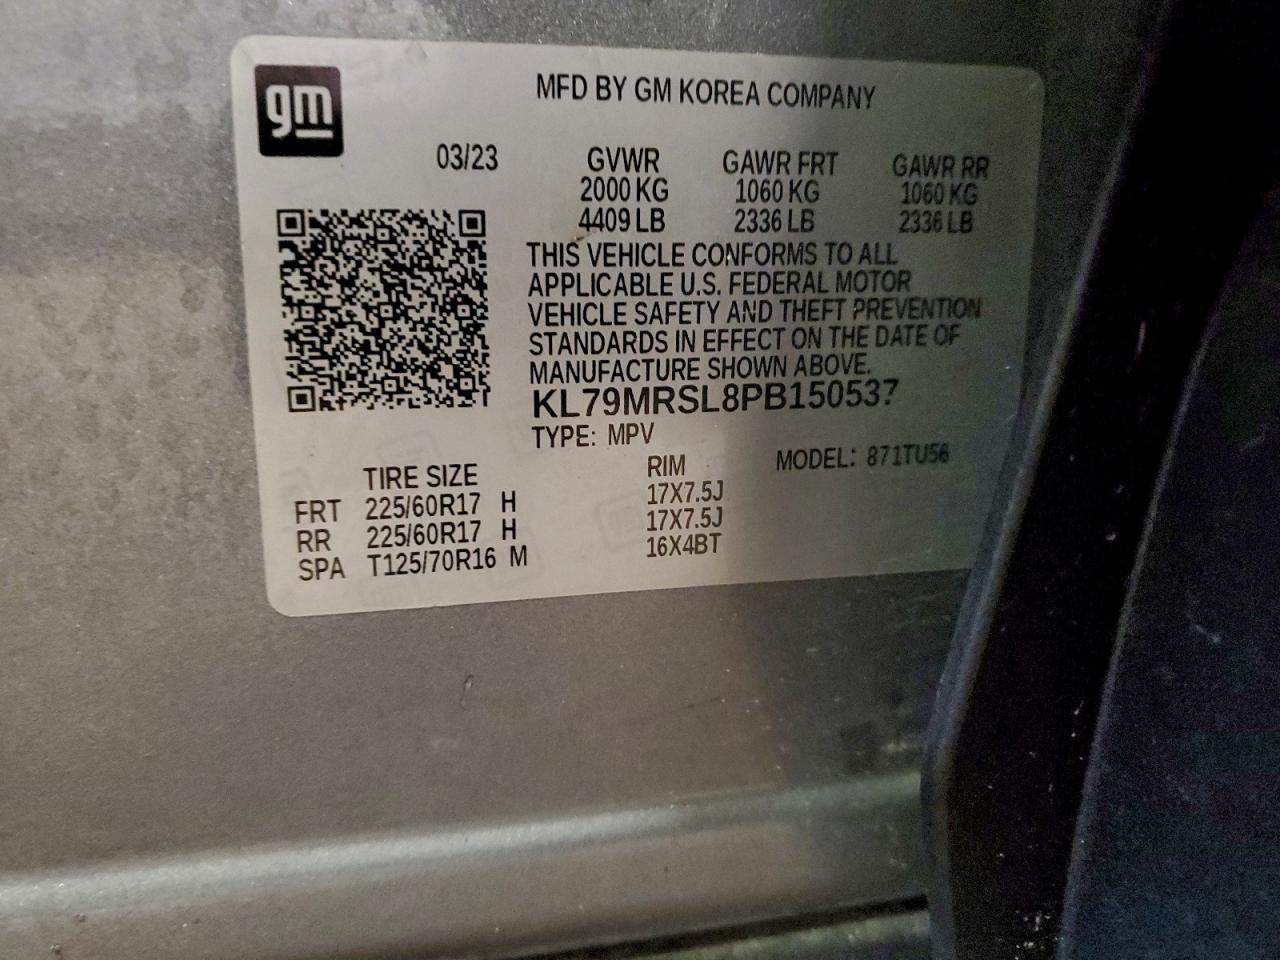 gm
MFD BY GM KOREA COMPANY
03/23 GVWR GAWR FRT GAWR RR
2000 KG 1060 KG 1060 KG
4409 LB 2336 LB 2336 LB
THIS VEHICLE CONFORMS TO ALL
APPLICABLE U.S. FEDERAL MOTOR
VEHICLE SAFETY AND THEFT PREVENTION
STANDARDS IN EFFECT ON THE DATE OF
MANUFACTURE SHOWN ABOVE.
KL79MRSL8PB150537
TYPE: MPV MODEL: 871TU56
TIRE SIZE RIM
FRT 225/60R17 H 17X7.5J
RR 225/60R17 H 17X7.5J
SPA T125/70R16 M 16X4BT